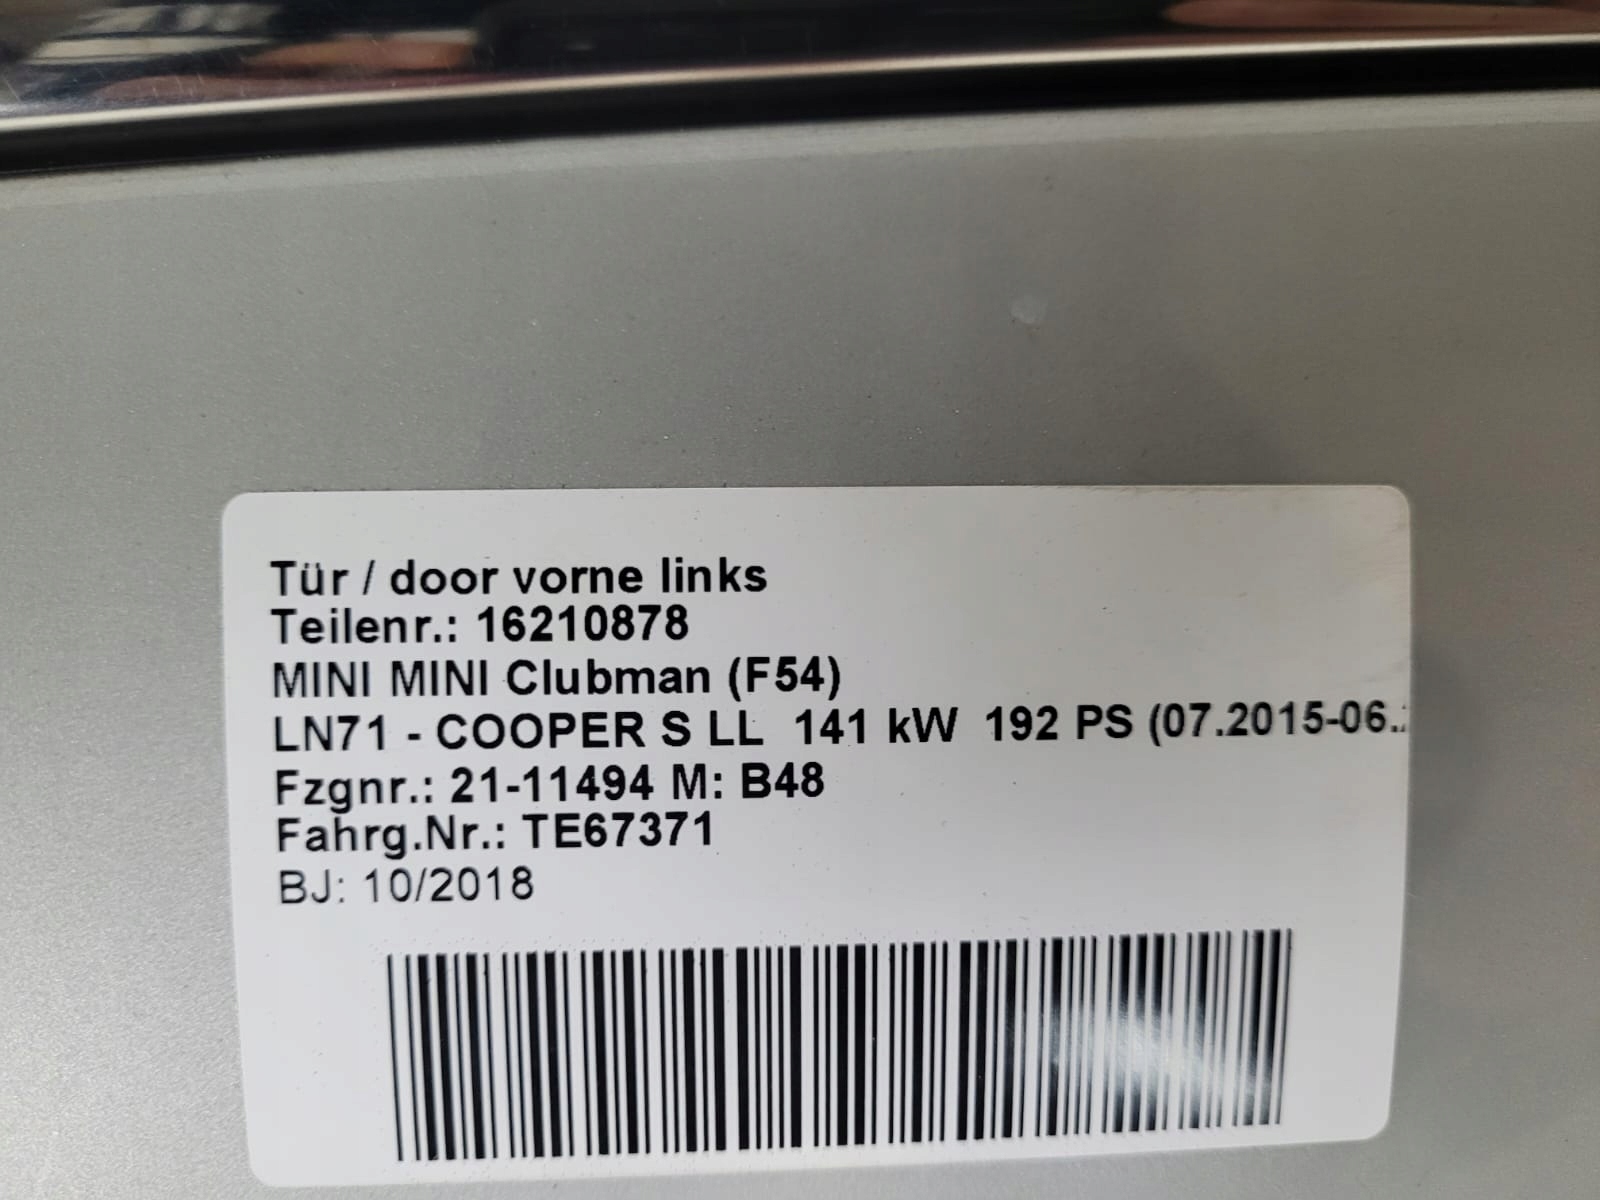 Tür / door vorne links
Teilenr.: 16210878
MINI MINI Clubman (F54)
LN71 - COOPER S LL 141 kW 192 PS (07.2015-06.
Fzgnr.: 21-11494 M: B48
Fahrg.Nr.: TE67371
BJ: 10/2018